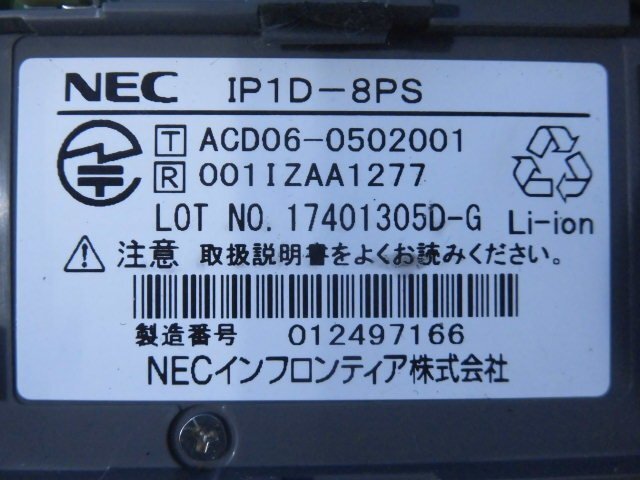 NEC IP1D-8PS
T ACD06-0502001
R 001IZAA1277
LOT NO. 17401305D-G Li-ion
注意 取扱説明書をよくお読みください。
製造番号 012497166
NECインフロンティア株式会社